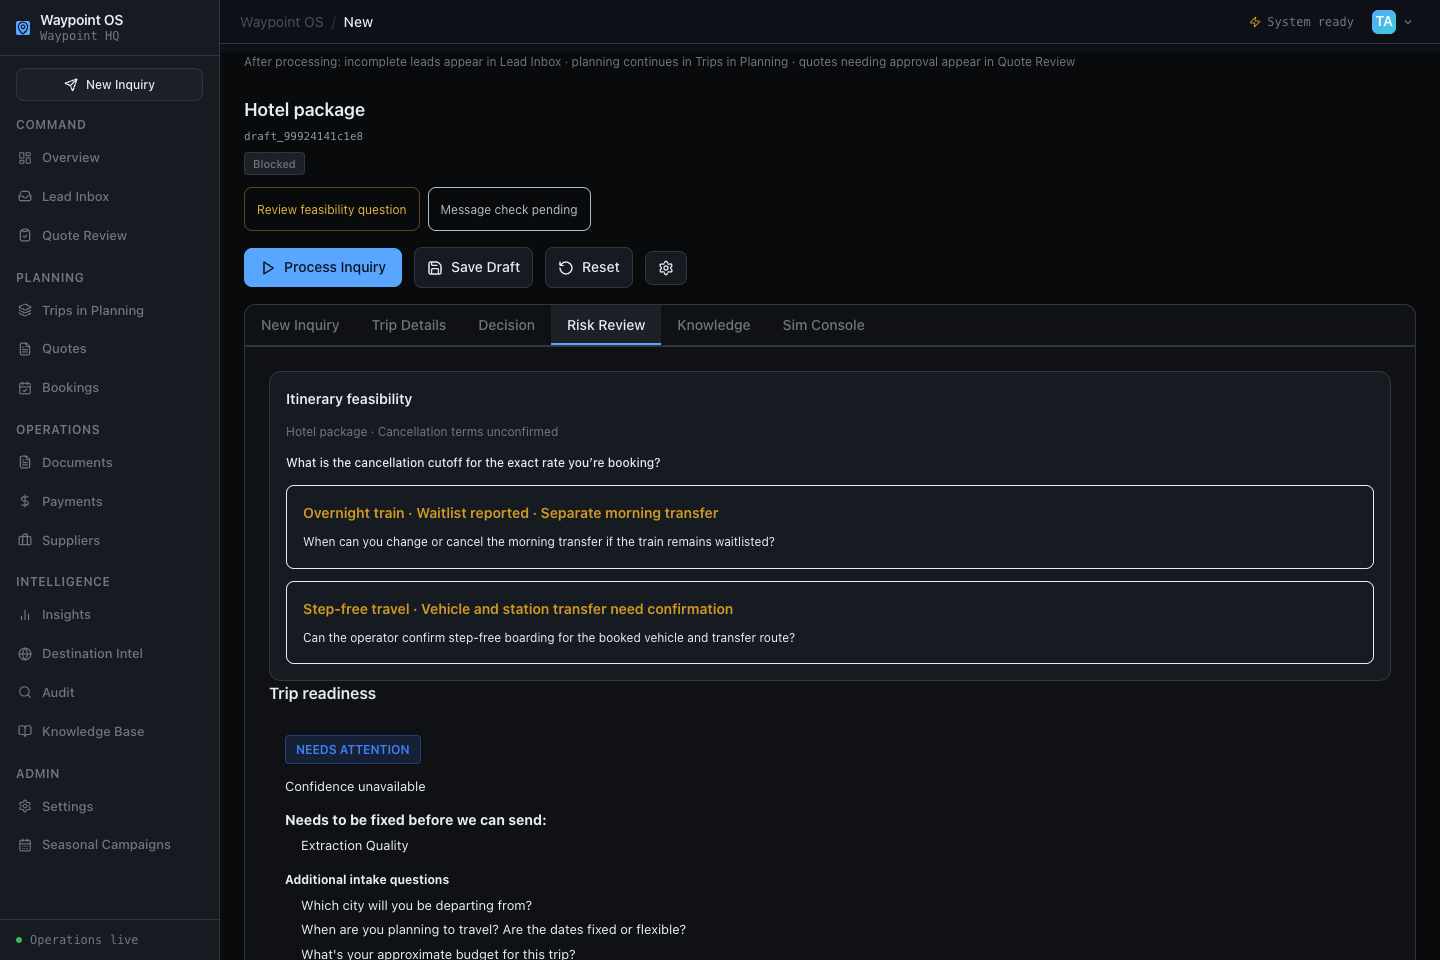 Waypoint OS
Waypoint HQ
New Inquiry
COMMAND
Overview
Lead Inbox
Quote Review
PLANNING
Trips in Planning
Quotes
Bookings
OPERATIONS
Documents
Payments
Suppliers
INTELLIGENCE
Insights
Destination Intel
Audit
Knowledge Base
ADMIN
Settings
Seasonal Campaigns
Operations live
Waypoint OS / New
System ready
TA
After processing: incomplete leads appear in Lead Inbox · planning continues in Trips in Planning · quotes needing approval appear in Quote Review
Hotel package
draft_99924141c1e8
Blocked
Review feasibility question
Message check pending
Process Inquiry
Save Draft
Reset
New Inquiry
Trip Details
Decision
Risk Review
Knowledge
Sim Console
Itinerary feasibility
Hotel package · Cancellation terms unconfirmed
What is the cancellation cutoff for the exact rate you’re booking?
Overnight train · Waitlist reported · Separate morning transfer
When can you change or cancel the morning transfer if the train remains waitlisted?
Step-free travel · Vehicle and station transfer need confirmation
Can the operator confirm step-free boarding for the booked vehicle and transfer route?
Trip readiness
NEEDS ATTENTION
Confidence unavailable
Needs to be fixed before we can send:
Extraction Quality
Additional intake questions
Which city will you be departing from?
When are you planning to travel? Are the dates fixed or flexible?
What's your approximate budget for this trip?